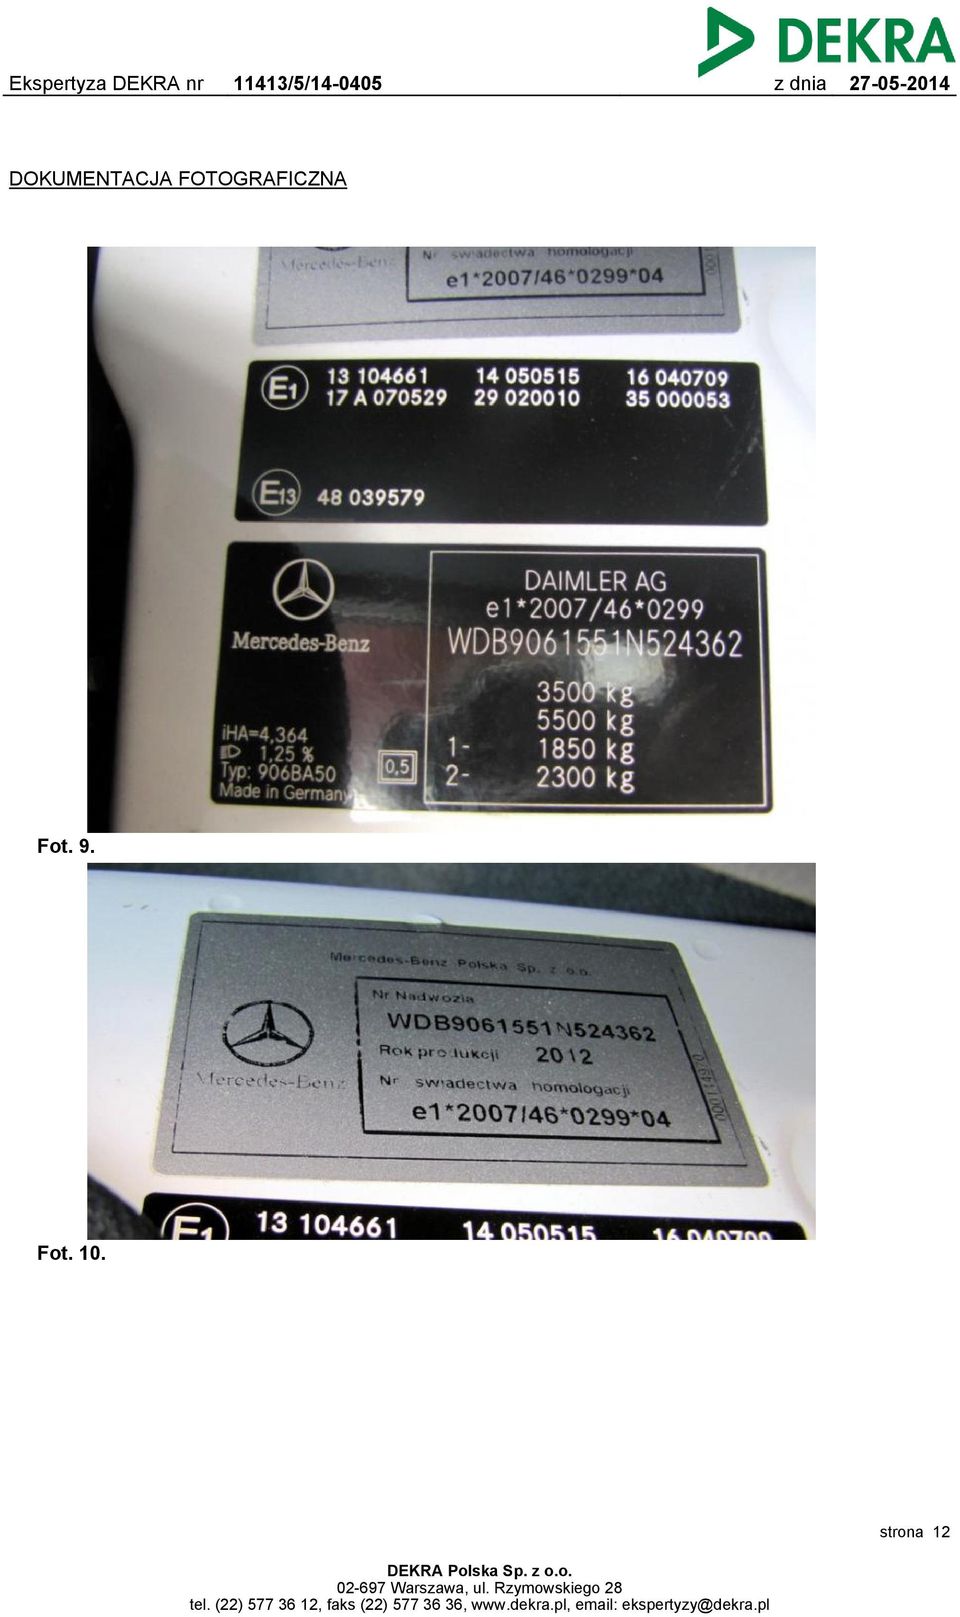 DEKRA
Ekspertyza DEKRA nr 11413/5/14-0405 z dnia 27-05-2014
DOKUMENTACJA FOTOGRAFICZNA
Mercedes-Benz
Nr świadectwa homologacji
e1*2007/46*0299*04
E1 13 104661 14 050515 16 040709
17 A 070529 29 020010 35 000053
E13 48 039579
DAIMLER AG
e1*2007/46*0299
Mercedes-Benz
WDB9061551N524362
3500 kg
5500 kg
1- 1850 kg
2- 2300 kg
iHA=4,364
1,25 %
Typ: 906BA50
0,5
Made in Germany
Fot. 9.
Mercedes-Benz Polska Sp. z o.o.
Nr Nadwozia
WDB9061551N524362
Rok produkcji 2012
Mercedes-Benz
Nr świadectwa homologacji
e1*2007/46*0299*04
E1 13 104661 14 050515 16 040709
Fot. 10.
strona 12
DEKRA Polska Sp. z o.o.
02-697 Warszawa, ul. Rzymowskiego 28
tel. (22) 577 36 12, faks (22) 577 36 36, www.dekra.pl, email: ekspertyzy@dekra.pl